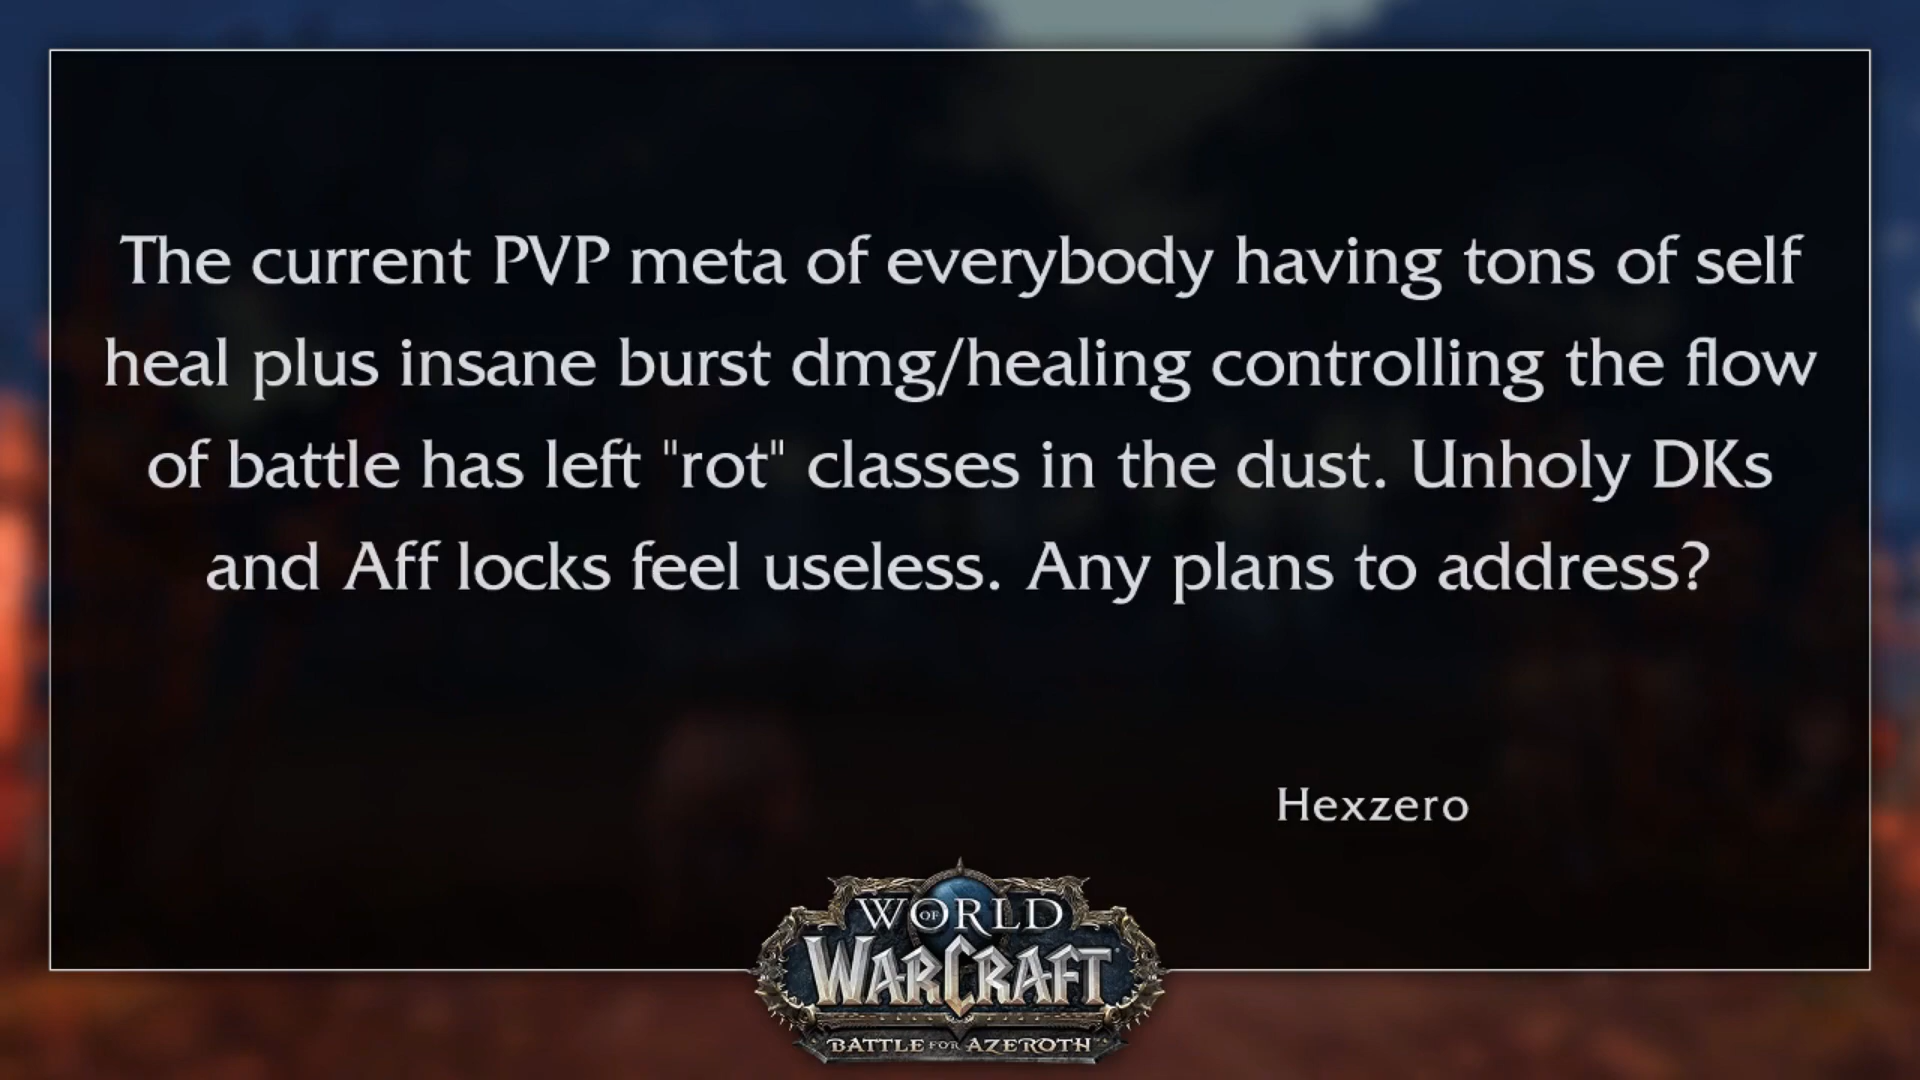 The current PVP meta of everybody having tons of self
heal plus insane burst dmg/healing controlling the flow
of battle has left "rot" classes in the dust. Unholy DKs
and Aff locks feel useless. Any plans to address?
Hexzero
WORLD
OF
WARCRAFT
BATTLE FOR AZEROTH